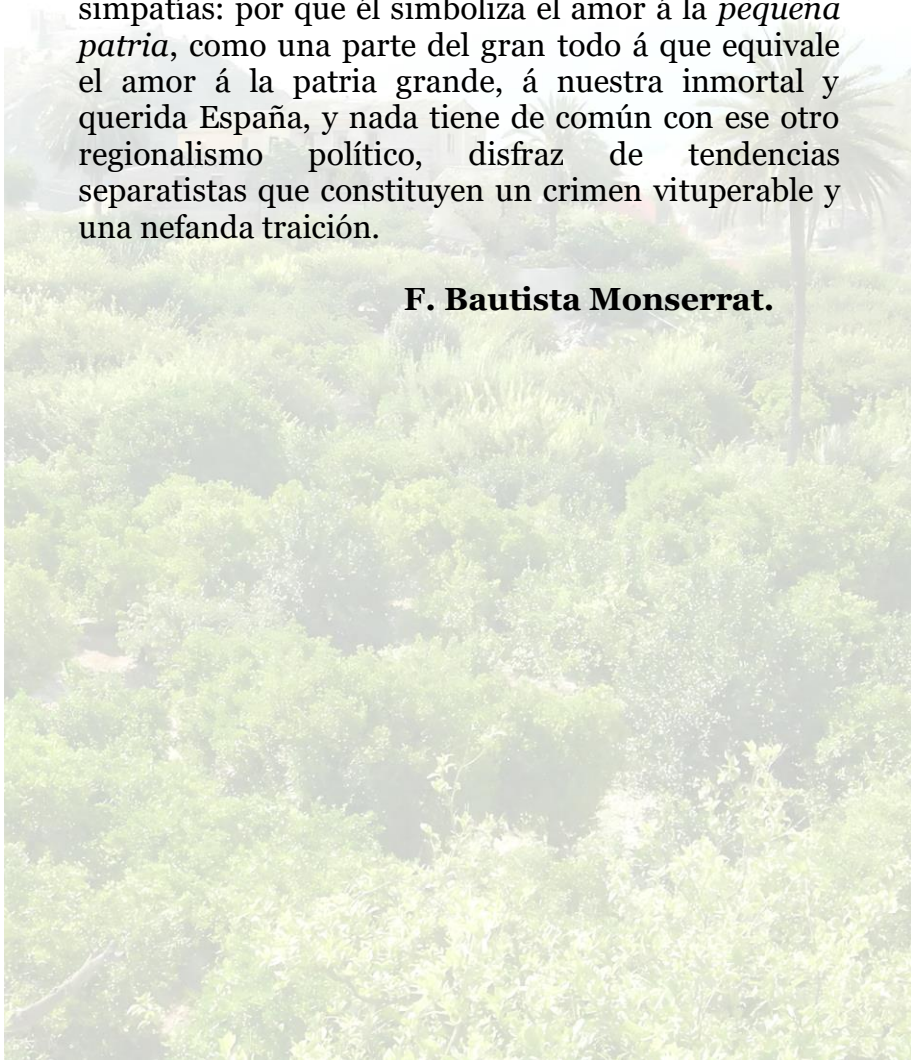 simpatías: por que él simboliza el amor á la pequeña
patria, como una parte del gran todo á que equivale
el amor á la patria grande, á nuestra inmortal y
querida España, y nada tiene de común con ese otro
regionalismo político, disfraz de tendencias
separatistas que constituyen un crimen vituperable y
una nefanda traición.
F. Bautista Monserrat.